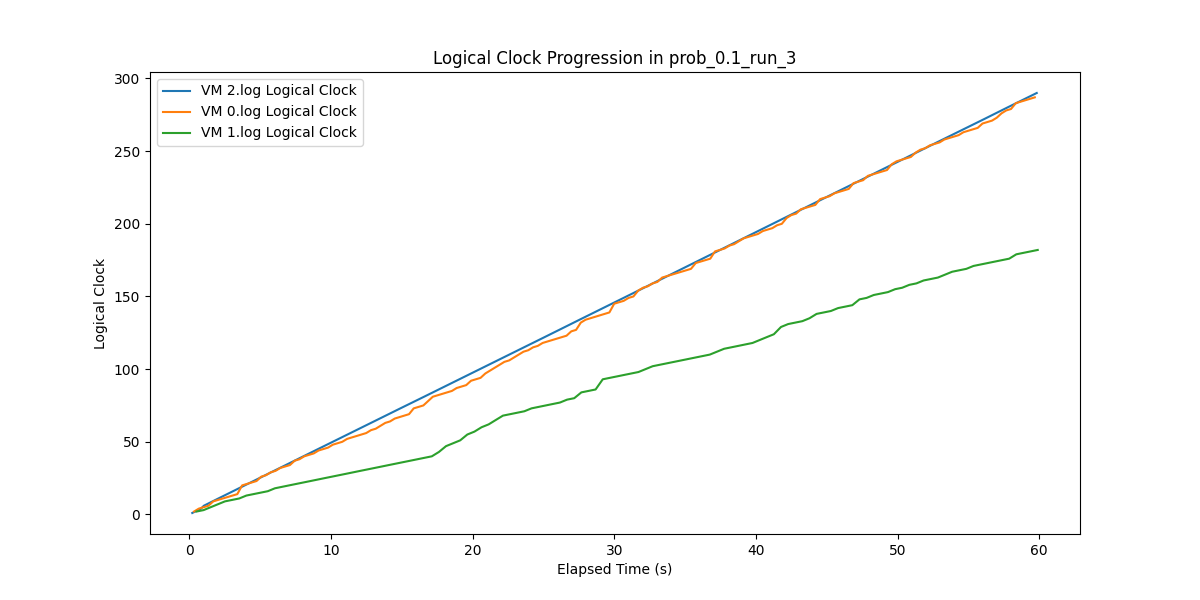 Logical Clock Progression in prob_0.1_run_3
VM 2.log Logical Clock
VM 0.log Logical Clock
VM 1.log Logical Clock
Logical Clock
300
250
200
150
100
50
0
0 10 20 30 40 50 60
Elapsed Time (s)